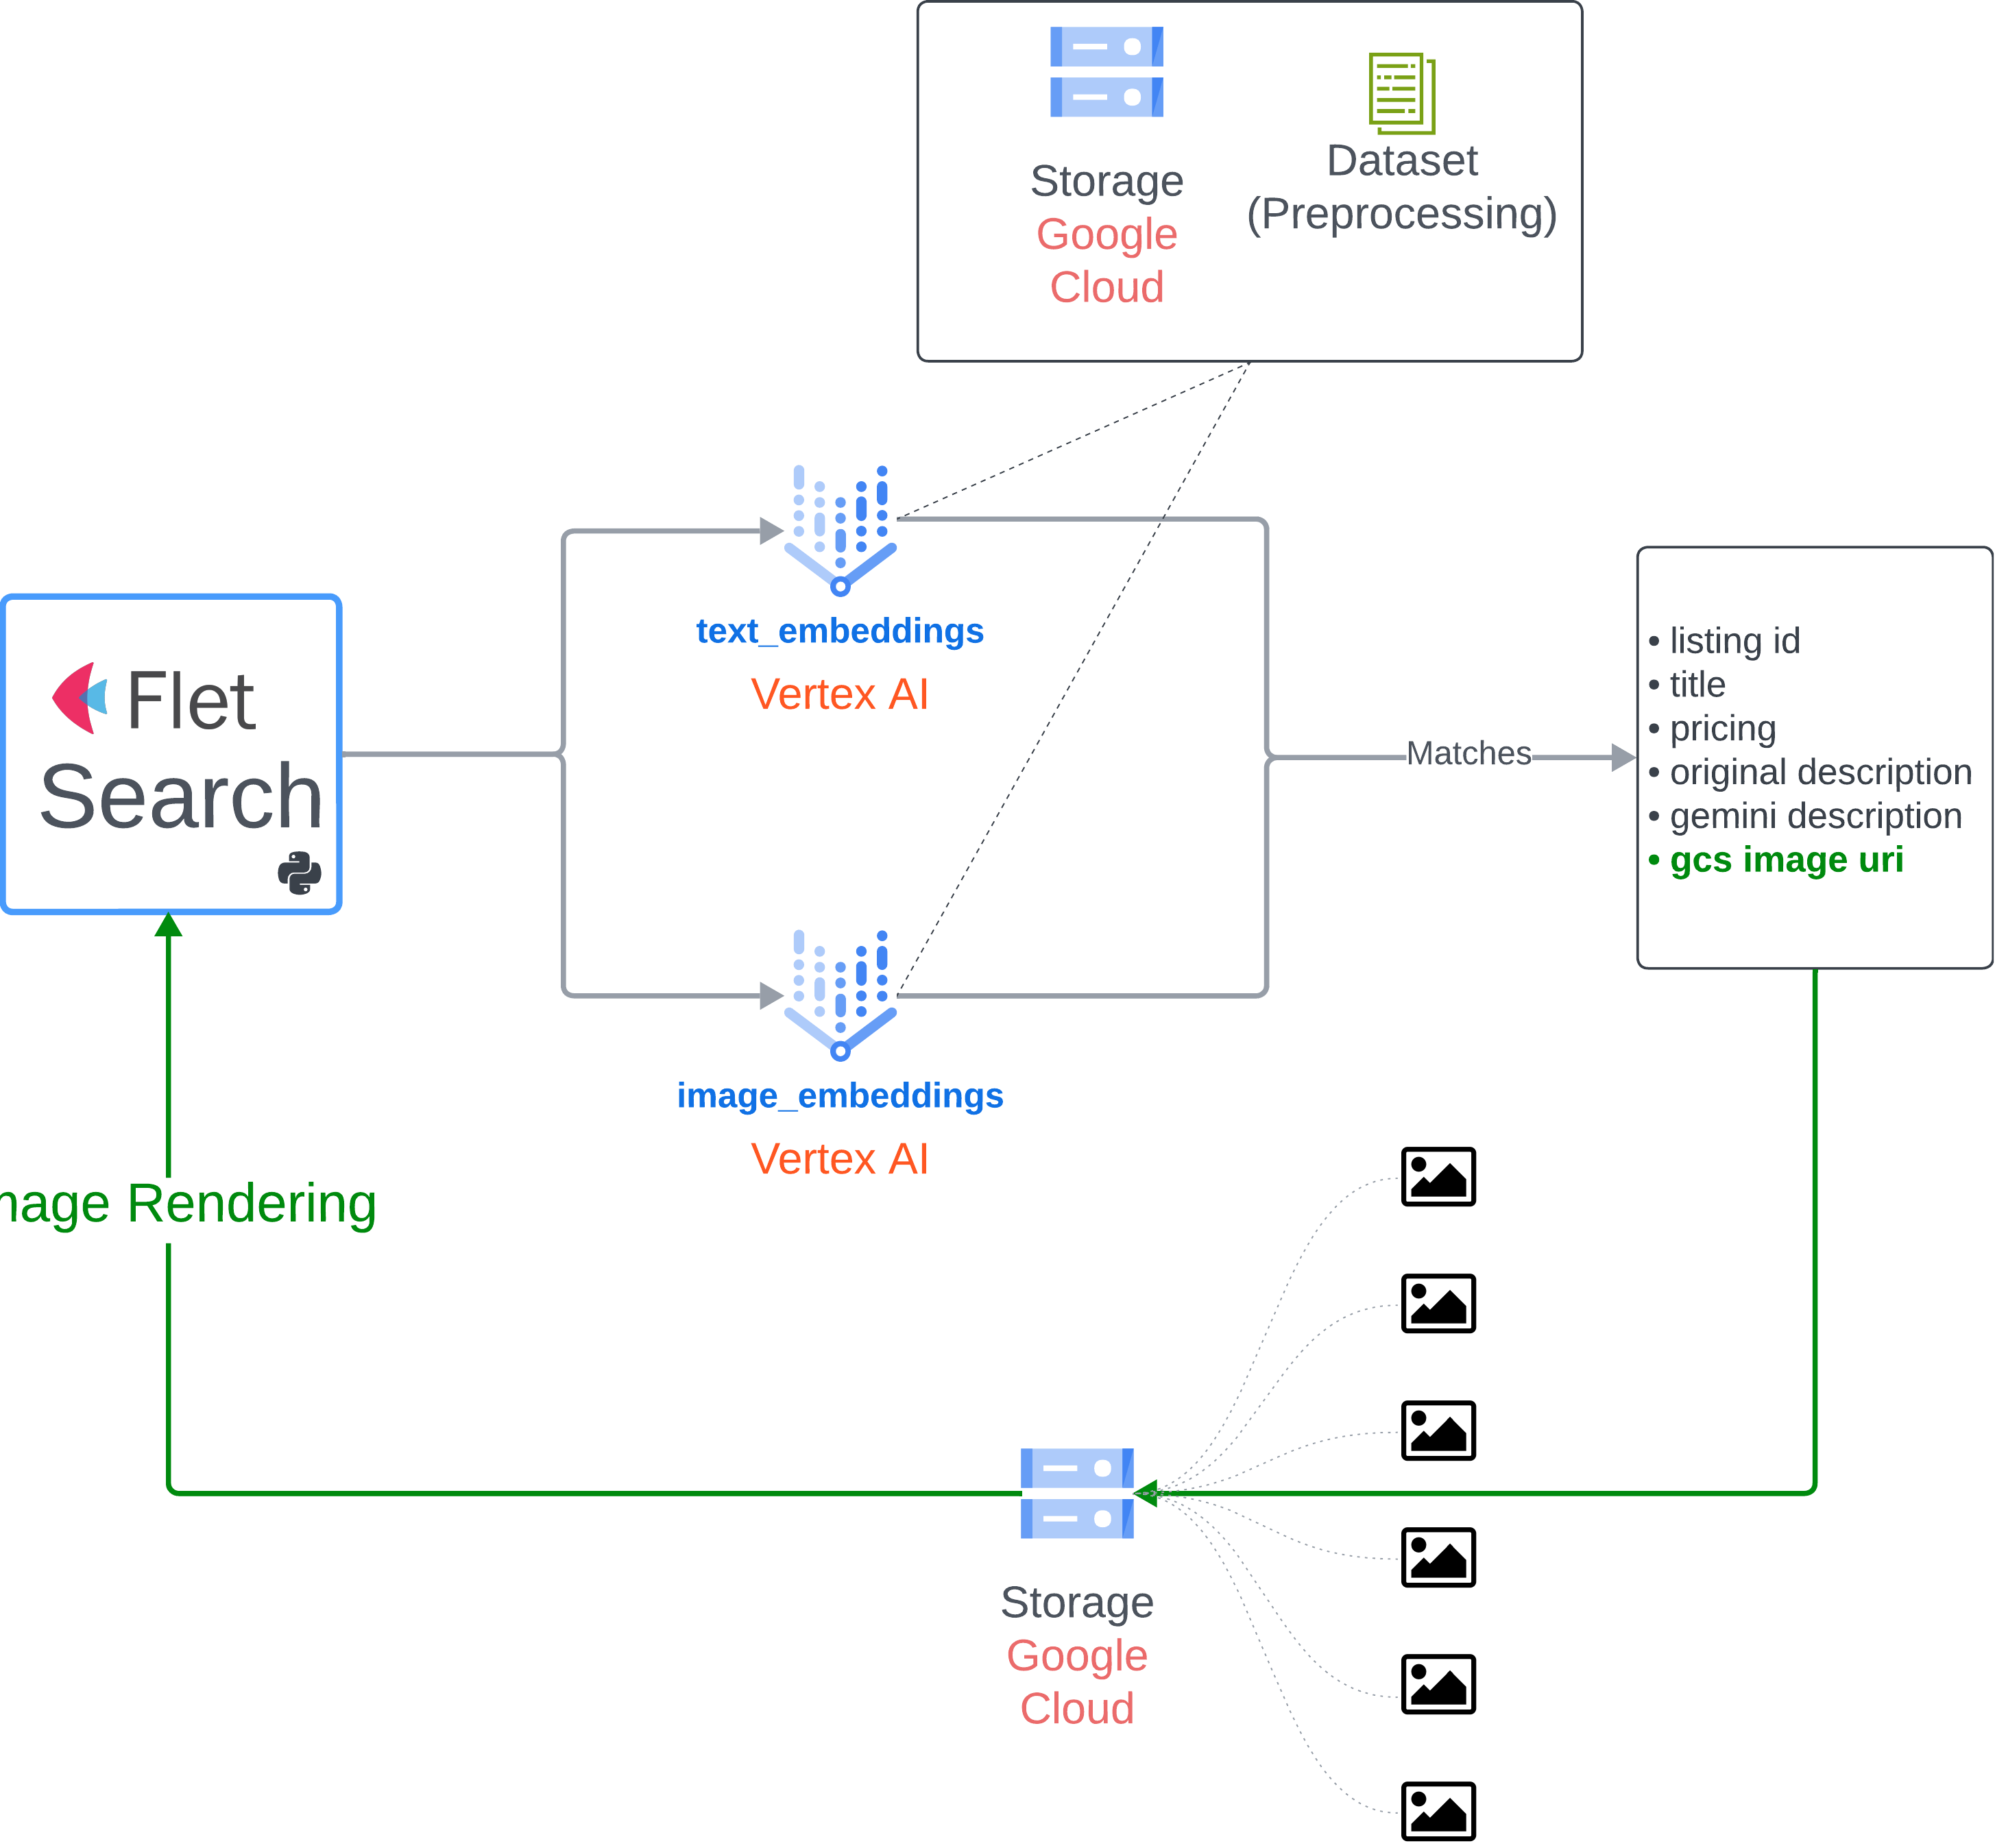 Storage
Google
Cloud
Dataset
(Preprocessing)
Flet
Search
text_embeddings
Vertex AI
image_embeddings
Vertex AI
Matches
• listing id
• title
• pricing
• original description
• gemini description
• gcs image uri
nage Rendering
Storage
Google
Cloud